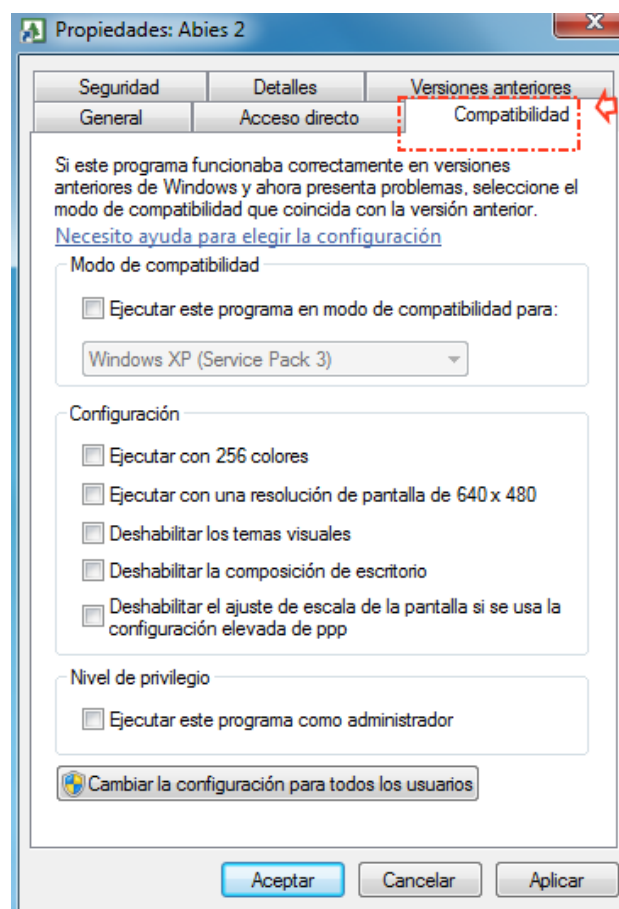 Propiedades: Abies 2
Seguridad Detalles Versiones anteriores
General Acceso directo Compatibilidad
Si este programa funcionaba correctamente en versiones
anteriores de Windows y ahora presenta problemas, seleccione el
modo de compatibilidad que coincida con la versión anterior.
Necesito ayuda para elegir la configuración
Modo de compatibilidad
Ejecutar este programa en modo de compatibilidad para:
Windows XP (Service Pack 3)
Configuración
Ejecutar con 256 colores
Ejecutar con una resolución de pantalla de 640 x 480
Deshabilitar los temas visuales
Deshabilitar la composición de escritorio
Deshabilitar el ajuste de escala de la pantalla si se usa la
configuración elevada de ppp
Nivel de privilegio
Ejecutar este programa como administrador
Cambiar la configuración para todos los usuarios
Aceptar Cancelar Aplicar